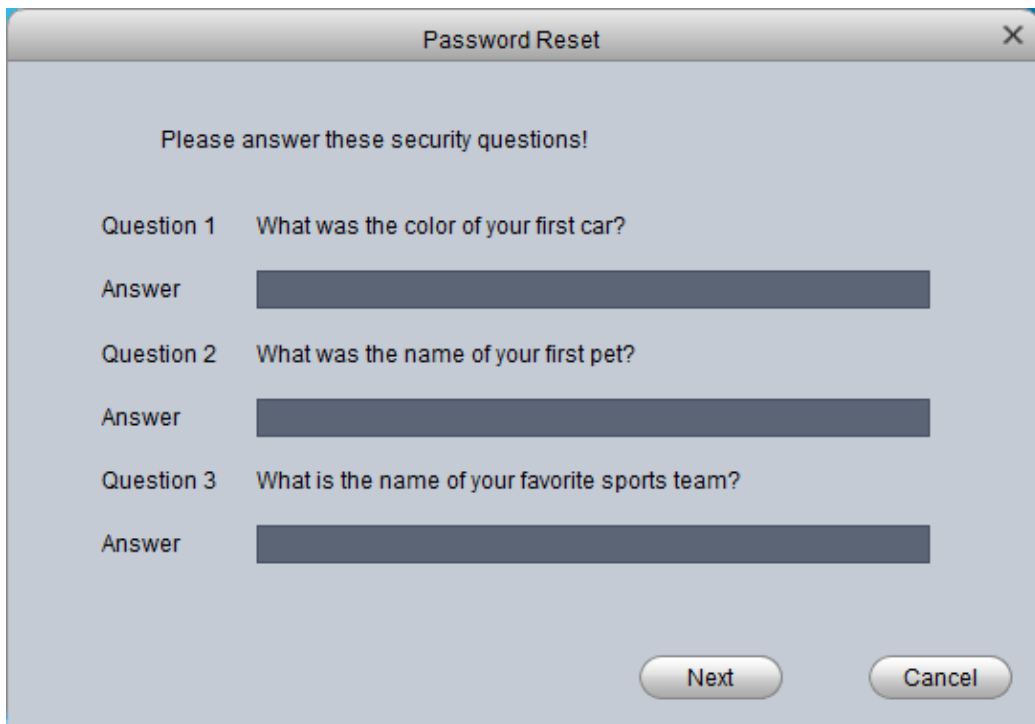 Password Reset
Please answer these security questions!
Question 1 What was the color of your first car?
Answer
Question 2 What was the name of your first pet?
Answer
Question 3 What is the name of your favorite sports team?
Answer
Next Cancel